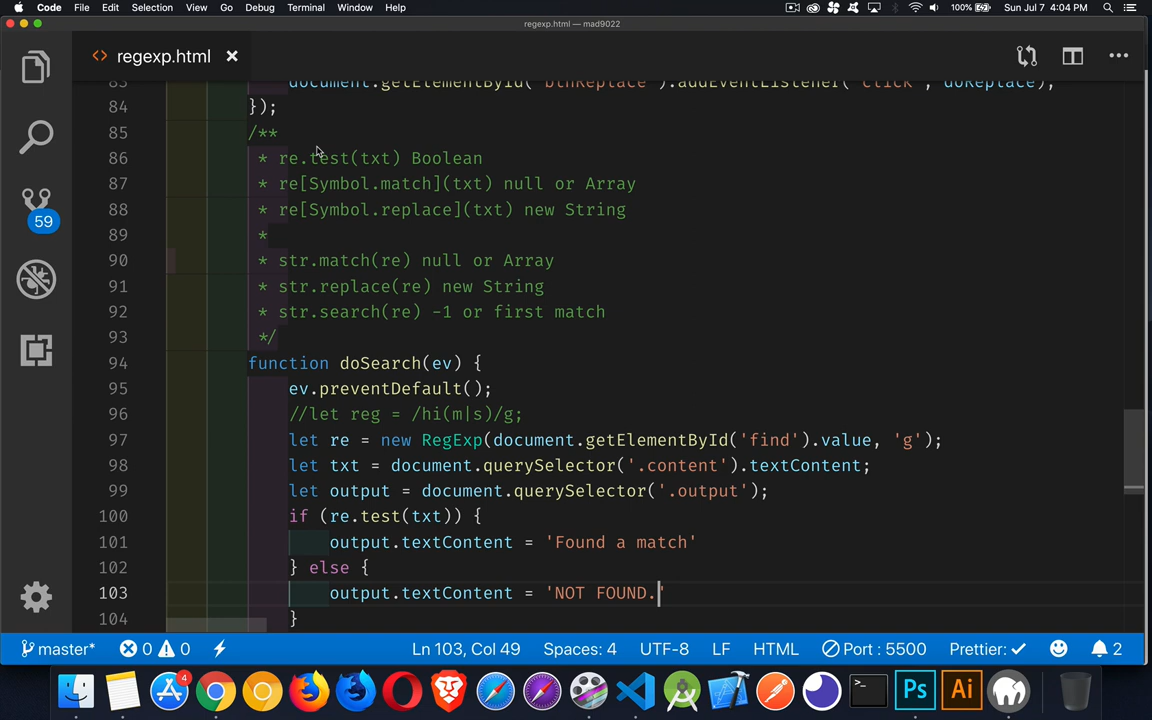 Code File Edit Selection View Go Debug Terminal Window Help 100% Sun Jul 7 4:04 PM
regexp.html — mad9022
<> regexp.html
83 document.getElementById('btnReplace').addEventListener('click', doReplace);
84 });
85 /**
86 * re.test(txt) Boolean
87 * re[Symbol.match](txt) null or Array
88 * re[Symbol.replace](txt) new String
89 *
90 * str.match(re) null or Array
91 * str.replace(re) new String
92 * str.search(re) -1 or first match
93 */
94 function doSearch(ev) {
95 ev.preventDefault();
96 //let reg = /hi(m|s)/g;
97 let re = new RegExp(document.getElementById('find').value, 'g');
98 let txt = document.querySelector('.content').textContent;
99 let output = document.querySelector('.output');
100 if (re.test(txt)) {
101 output.textContent = 'Found a match'
102 } else {
103 output.textContent = 'NOT FOUND.'
104 }
59
master* 0 0 Ln 103, Col 49 Spaces: 4 UTF-8 LF HTML Port : 5500 Prettier: ✓ 2
4
>_
Ps
Ai